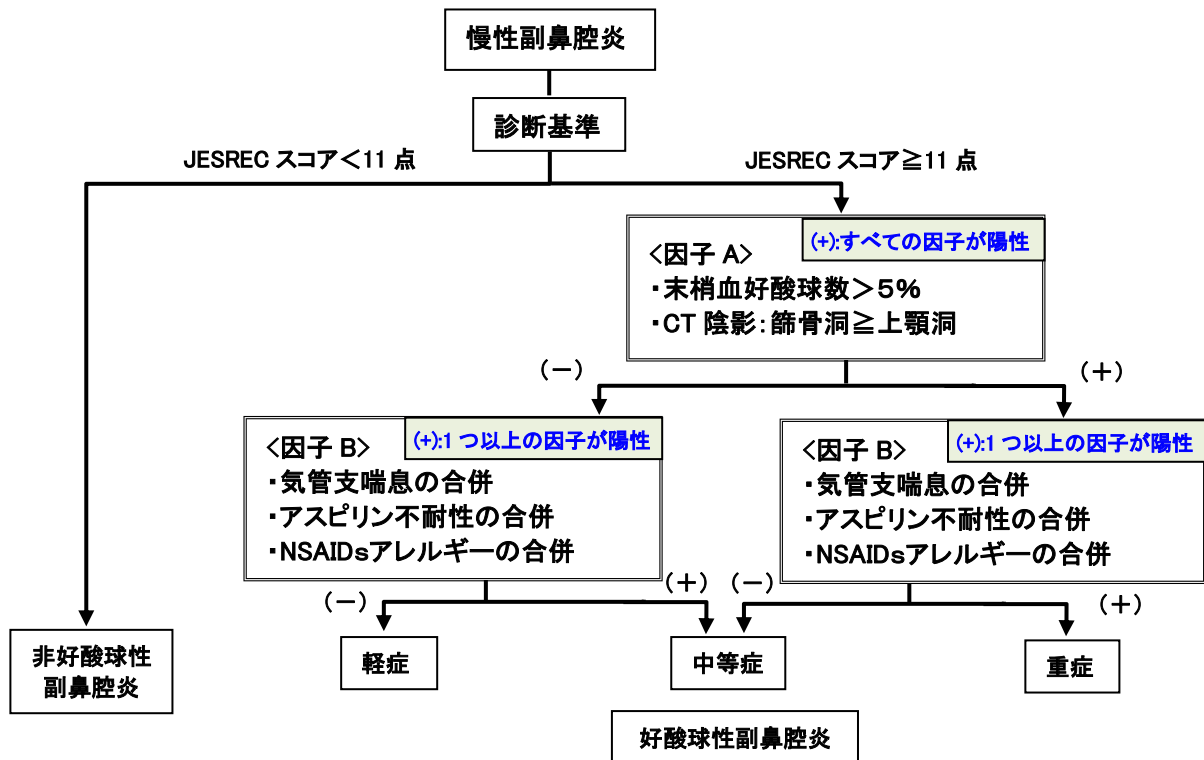 慢性副鼻腔炎
診断基準
JESREC スコア＜11 点
JESREC スコア≧11 点
(+):すべての因子が陽性
＜因子 A＞
・末梢血好酸球数＞5%
・CT 陰影：篩骨洞≧上顎洞
（－）
（＋）
(+):1 つ以上の因子が陽性
＜因子 B＞
・気管支喘息の合併
・アスピリン不耐性の合併
・NSAIDsアレルギーの合併
(+):1 つ以上の因子が陽性
＜因子 B＞
・気管支喘息の合併
・アスピリン不耐性の合併
・NSAIDsアレルギーの合併
（－）
（＋）
（－）
（＋）
非好酸球性
副鼻腔炎
軽症
中等症
重症
好酸球性副鼻腔炎